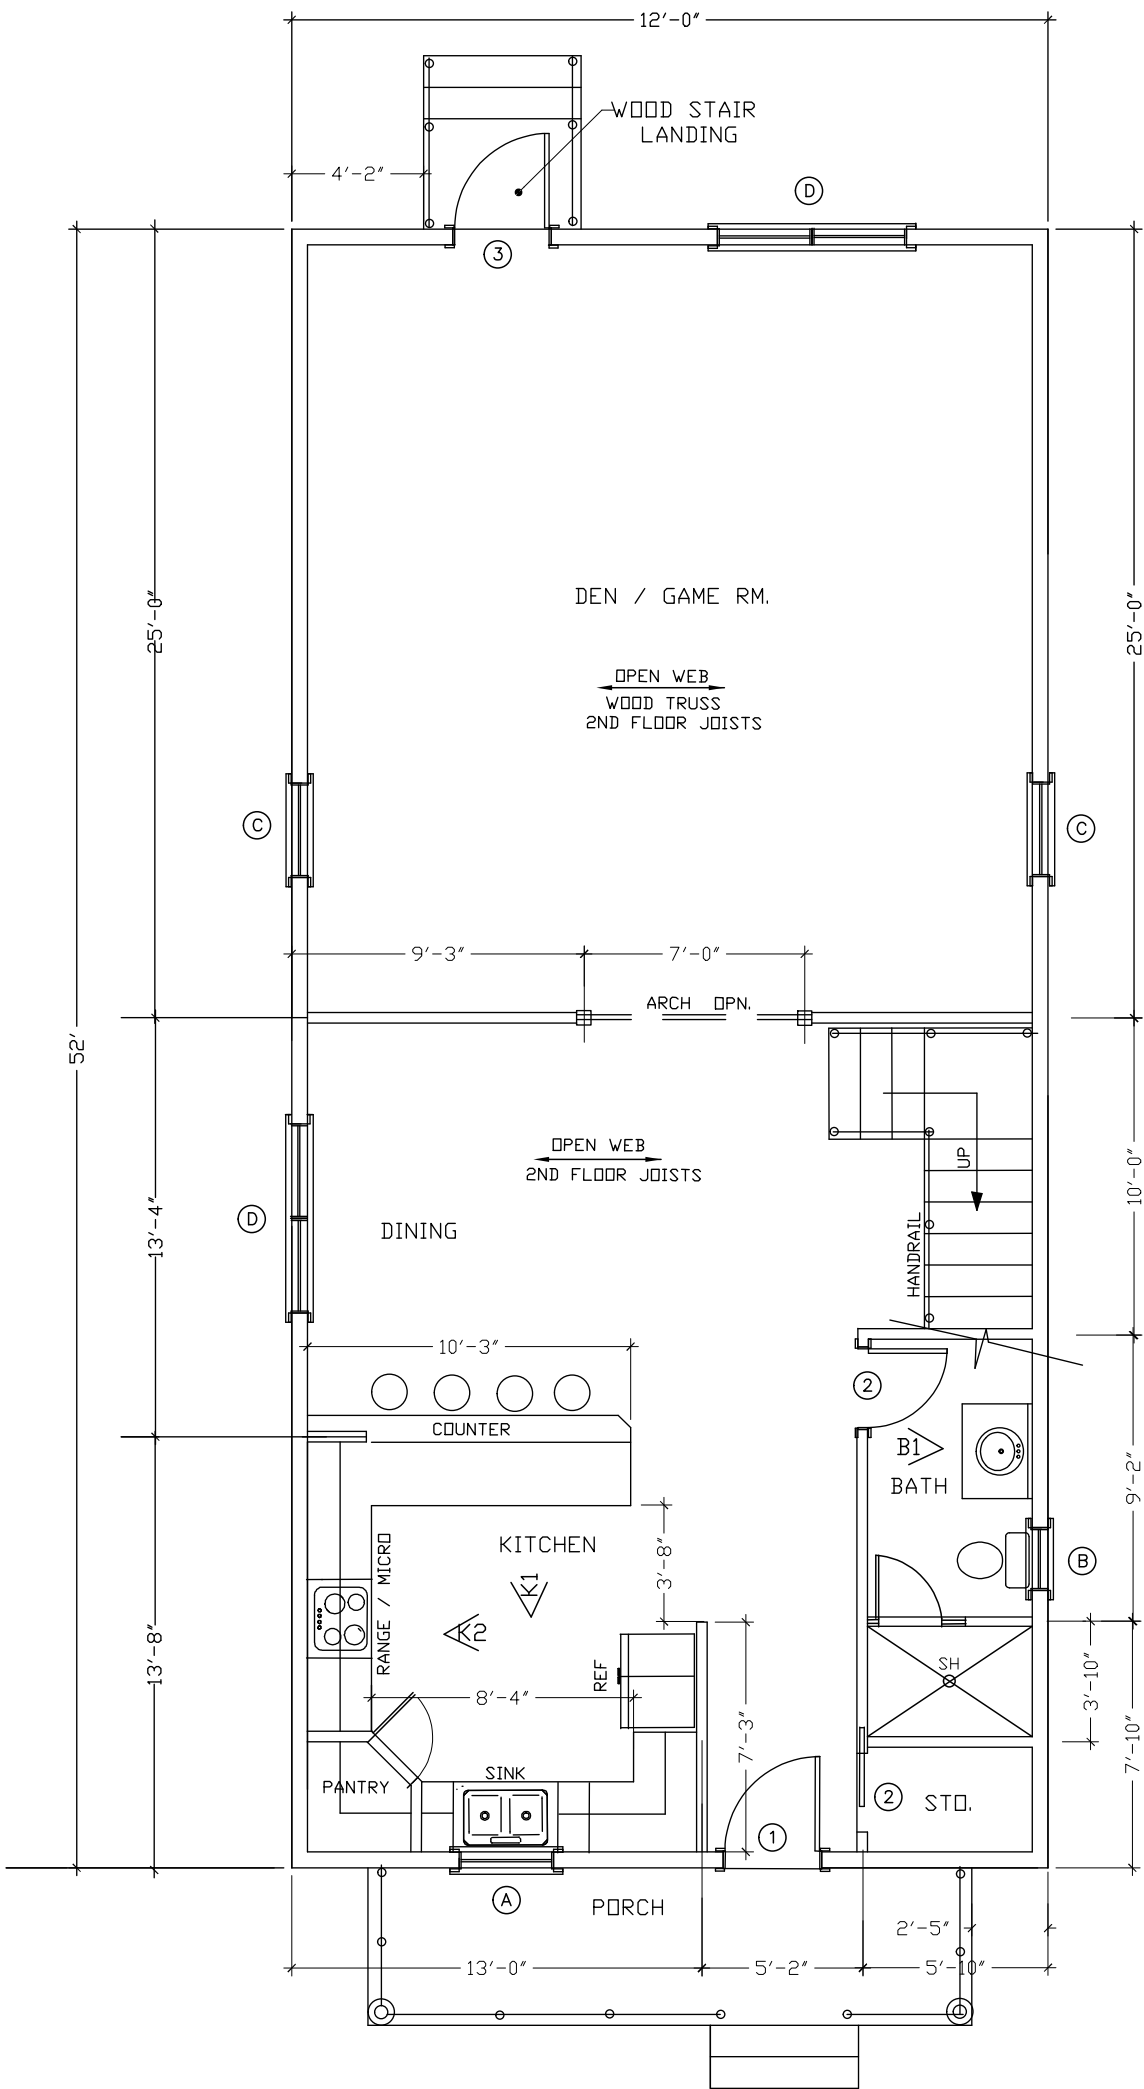 12'-0"
WOOD STAIR
LANDING
4'-2"
D
3
25'-0"
25'-0"
DEN / GAME RM.
OPEN WEB
WOOD TRUSS
2ND FLOOR JOISTS
C
C
9'-3"
7'-0"
ARCH OPN.
52'
OPEN WEB
2ND FLOOR JOISTS
UP
10'-0"
13'-4"
D
DINING
HANDRAIL
10'-3"
2
COUNTER
B1
BATH
9'-2"
KITCHEN
3'-8"
RANGE / MICRO
K1
K2
B
13'-8"
REF
SH
3'-10"
8'-4"
7'-3"
7'-10"
PANTRY
SINK
2
STO.
1
A
PORCH
2'-5"
13'-0"
5'-2"
5'-10"